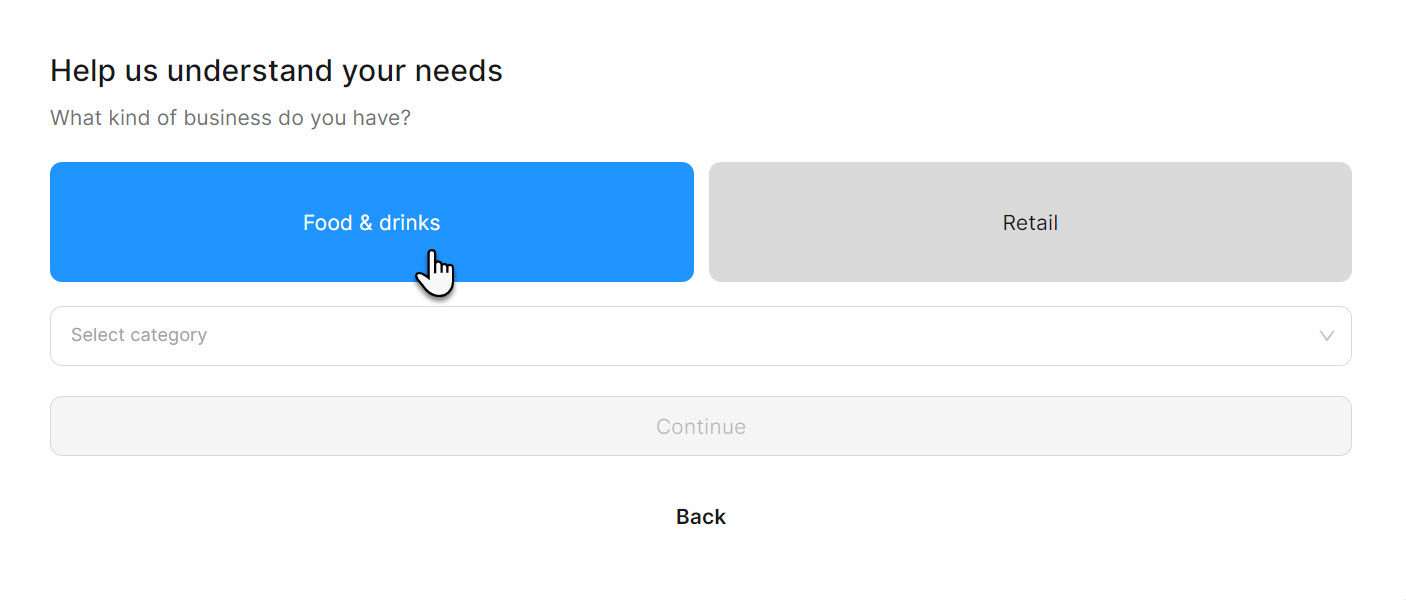 Help us understand your needs
What kind of business do you have?
Food & drinks
Retail
Select category
Continue
Back